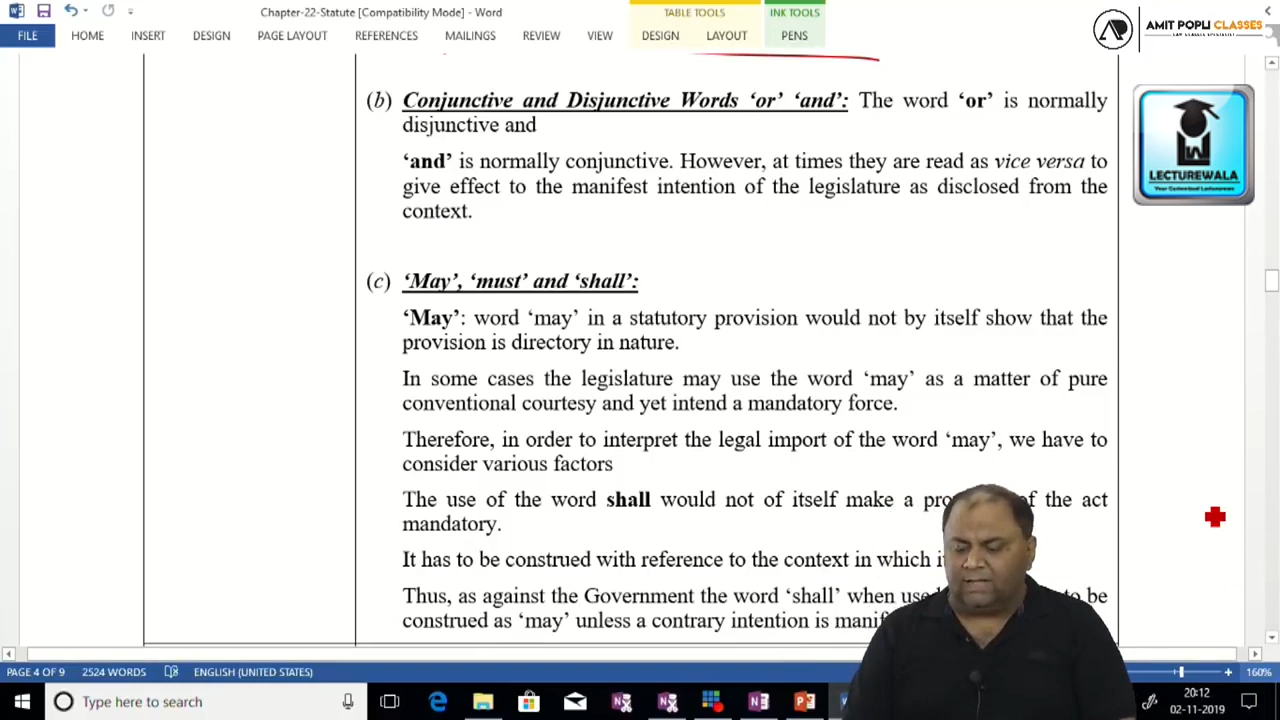 Chapter-22-Statute [Compatibility Mode] - Word
TABLE TOOLS
INK TOOLS
FILE HOME INSERT DESIGN PAGE LAYOUT REFERENCES MAILINGS REVIEW VIEW DESIGN LAYOUT PENS
AMIT POPLI CLASSES
(b) Conjunctive and Disjunctive Words ‘or’ ‘and’: The word ‘or’ is normally
disjunctive and
‘and’ is normally conjunctive. However, at times they are read as vice versa to
give effect to the manifest intention of the legislature as disclosed from the
context.
LECTUREWALA
(c) ‘May’, ‘must’ and ‘shall’:
‘May’: word ‘may’ in a statutory provision would not by itself show that the
provision is directory in nature.
In some cases the legislature may use the word ‘may’ as a matter of pure
conventional courtesy and yet intend a mandatory force.
Therefore, in order to interpret the legal import of the word ‘may’, we have to
consider various factors
The use of the word shall would not of itself make a pro of the act
mandatory.
It has to be construed with reference to the context in which
Thus, as against the Government the word ‘shall’ when used to be
construed as ‘may’ unless a contrary intention is manif
PAGE 4 OF 9 2524 WORDS ENGLISH (UNITED STATES) 160%
Type here to search
20:12
02-11-2019